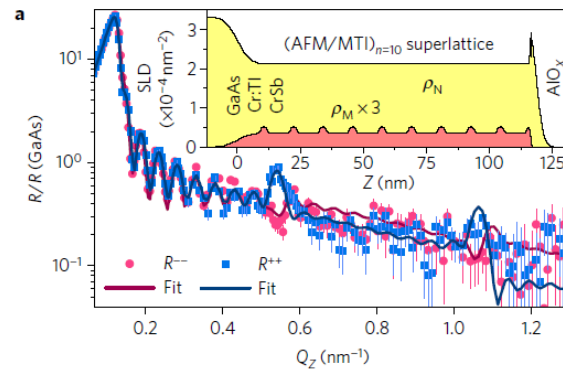 a
R/R (GaAs)
10¹
10⁰
10⁻¹
SLD
(×10⁻⁴ nm⁻²)
3
2
1
0
(AFM/MTI)ₙ₌₁₀ superlattice
GaAs
Cr:TI
CrSb
ρN
ρM × 3
AlOₓ
0 25 50 75 100 125
Z (nm)
R⁻⁻ R⁺⁺
Fit Fit
0.2 0.4 0.6 0.8 1.0 1.2
QZ (nm⁻¹)